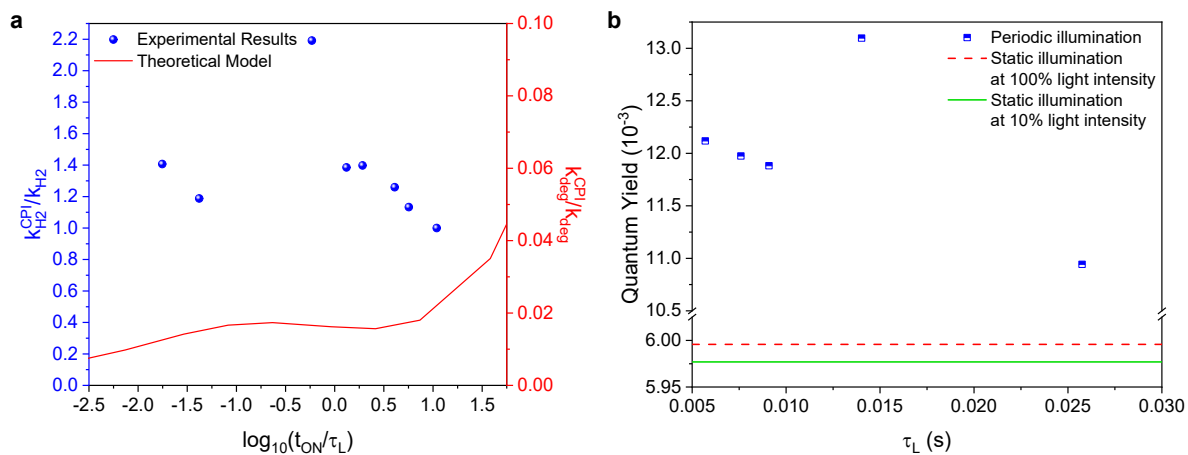 a
Experimental Results
Theoretical Model
2.2
2.0
1.8
1.6
1.4
1.2
1.0
0.8
0.6
0.4
0.2
0.0
k_H2^CPI/k_H2
0.10
0.08
0.06
0.04
0.02
0.00
k_deg^CPI/k_deg
-2.5 -2.0 -1.5 -1.0 -0.5 0.0 0.5 1.0 1.5
log₁₀(t_ON/τ_L)
b
Periodic illumination
Static illumination
at 100% light intensity
Static illumination
at 10% light intensity
13.0
12.5
12.0
11.5
11.0
10.5
6.00
5.95
Quantum Yield (10⁻³)
0.005 0.010 0.015 0.020 0.025 0.030
τ_L (s)